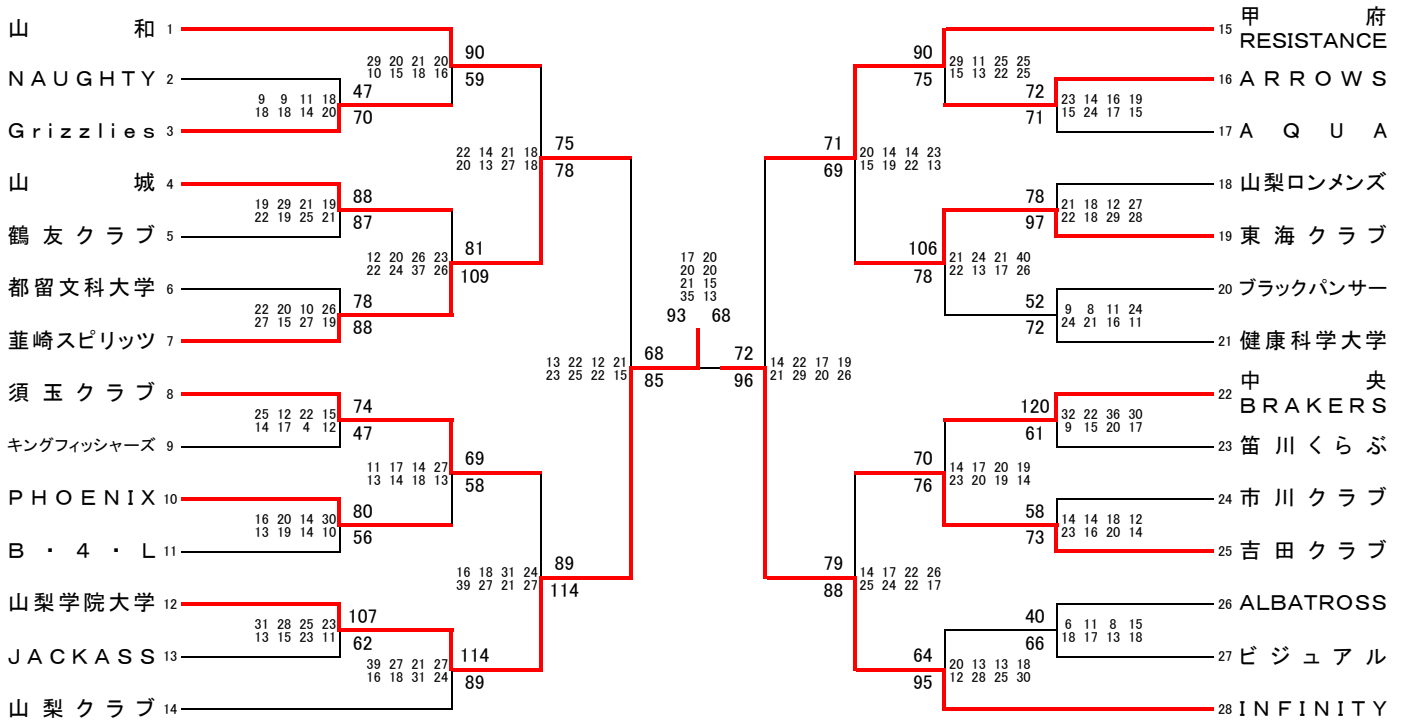 山和 1
NAUGHTY 2
Grizzlies 3
山城 4
鶴友クラブ 5
都留文科大学 6
韮崎スピリッツ 7
須玉クラブ 8
キングフィッシャーズ 9
PHOENIX 10
B・4・L 11
山梨学院大学 12
JACKASS 13
山梨クラブ 14
9 9 11 18
18 18 14 20
47
70
19 29 21 19
22 19 25 21
88
87
22 20 10 26
27 15 27 19
78
88
25 12 22 15
14 17 4 12
74
47
16 20 14 30
13 19 14 10
80
56
31 28 25 23
13 15 23 11
107
62
29 20 21 20
10 15 18 16
90
59
12 20 26 23
22 24 37 26
81
109
11 17 14 27
13 14 18 13
69
58
39 27 21 27
16 18 31 24
114
89
22 14 21 18
20 13 27 18
75
78
16 18 31 24
39 27 21 27
89
114
13 22 12 21
23 25 22 15
68
85
17 20
20 20
21 15
35 13
93 68
72
96
14 22 17 19
21 29 20 26
71
69
20 14 14 23
15 19 22 13
79
88
14 17 22 26
25 24 22 17
90
75
29 11 25 25
15 13 22 25
106
78
21 24 21 40
22 13 17 26
70
76
14 17 20 19
23 20 19 14
64
95
20 13 13 18
12 28 25 30
72
71
23 14 16 19
15 24 17 15
78
97
21 18 12 27
22 18 29 28
52
72
9 8 11 24
24 21 16 11
120
61
32 22 36 30
9 15 20 17
58
73
14 14 18 12
23 16 20 14
40
66
6 11 8 15
18 17 13 18
15 甲府
RESISTANCE
16 ARROWS
17 AQUA
18 山梨ロンメンズ
19 東海クラブ
20 ブラックパンサー
21 健康科学大学
22 中央
BRAKERS
23 笛川くらぶ
24 市川クラブ
25 吉田クラブ
26 ALBATROSS
27 ビジュアル
28 INFINITY